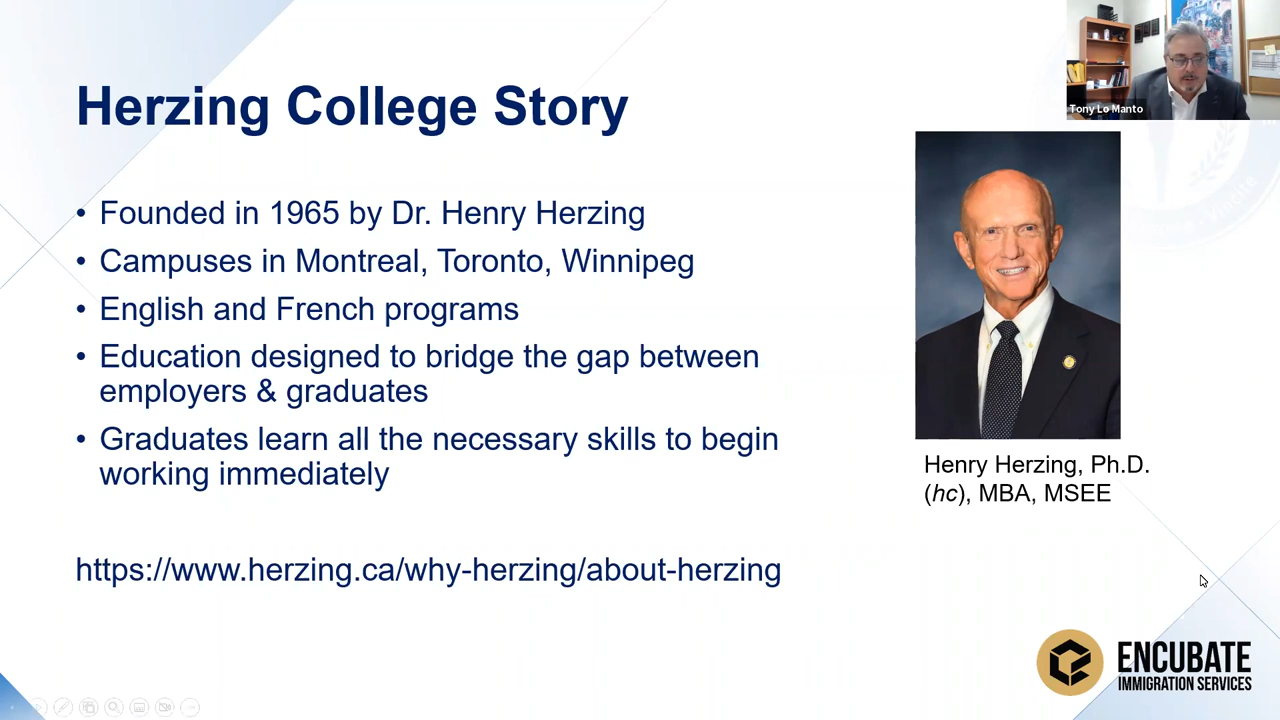 Herzing College Story
• Founded in 1965 by Dr. Henry Herzing
• Campuses in Montreal, Toronto, Winnipeg
• English and French programs
• Education designed to bridge the gap between
employers & graduates
• Graduates learn all the necessary skills to begin
working immediately
https://www.herzing.ca/why-herzing/about-herzing
Tony Lo Manto
Henry Herzing, Ph.D.
(hc), MBA, MSEE
ENCUBATE
IMMIGRATION SERVICES